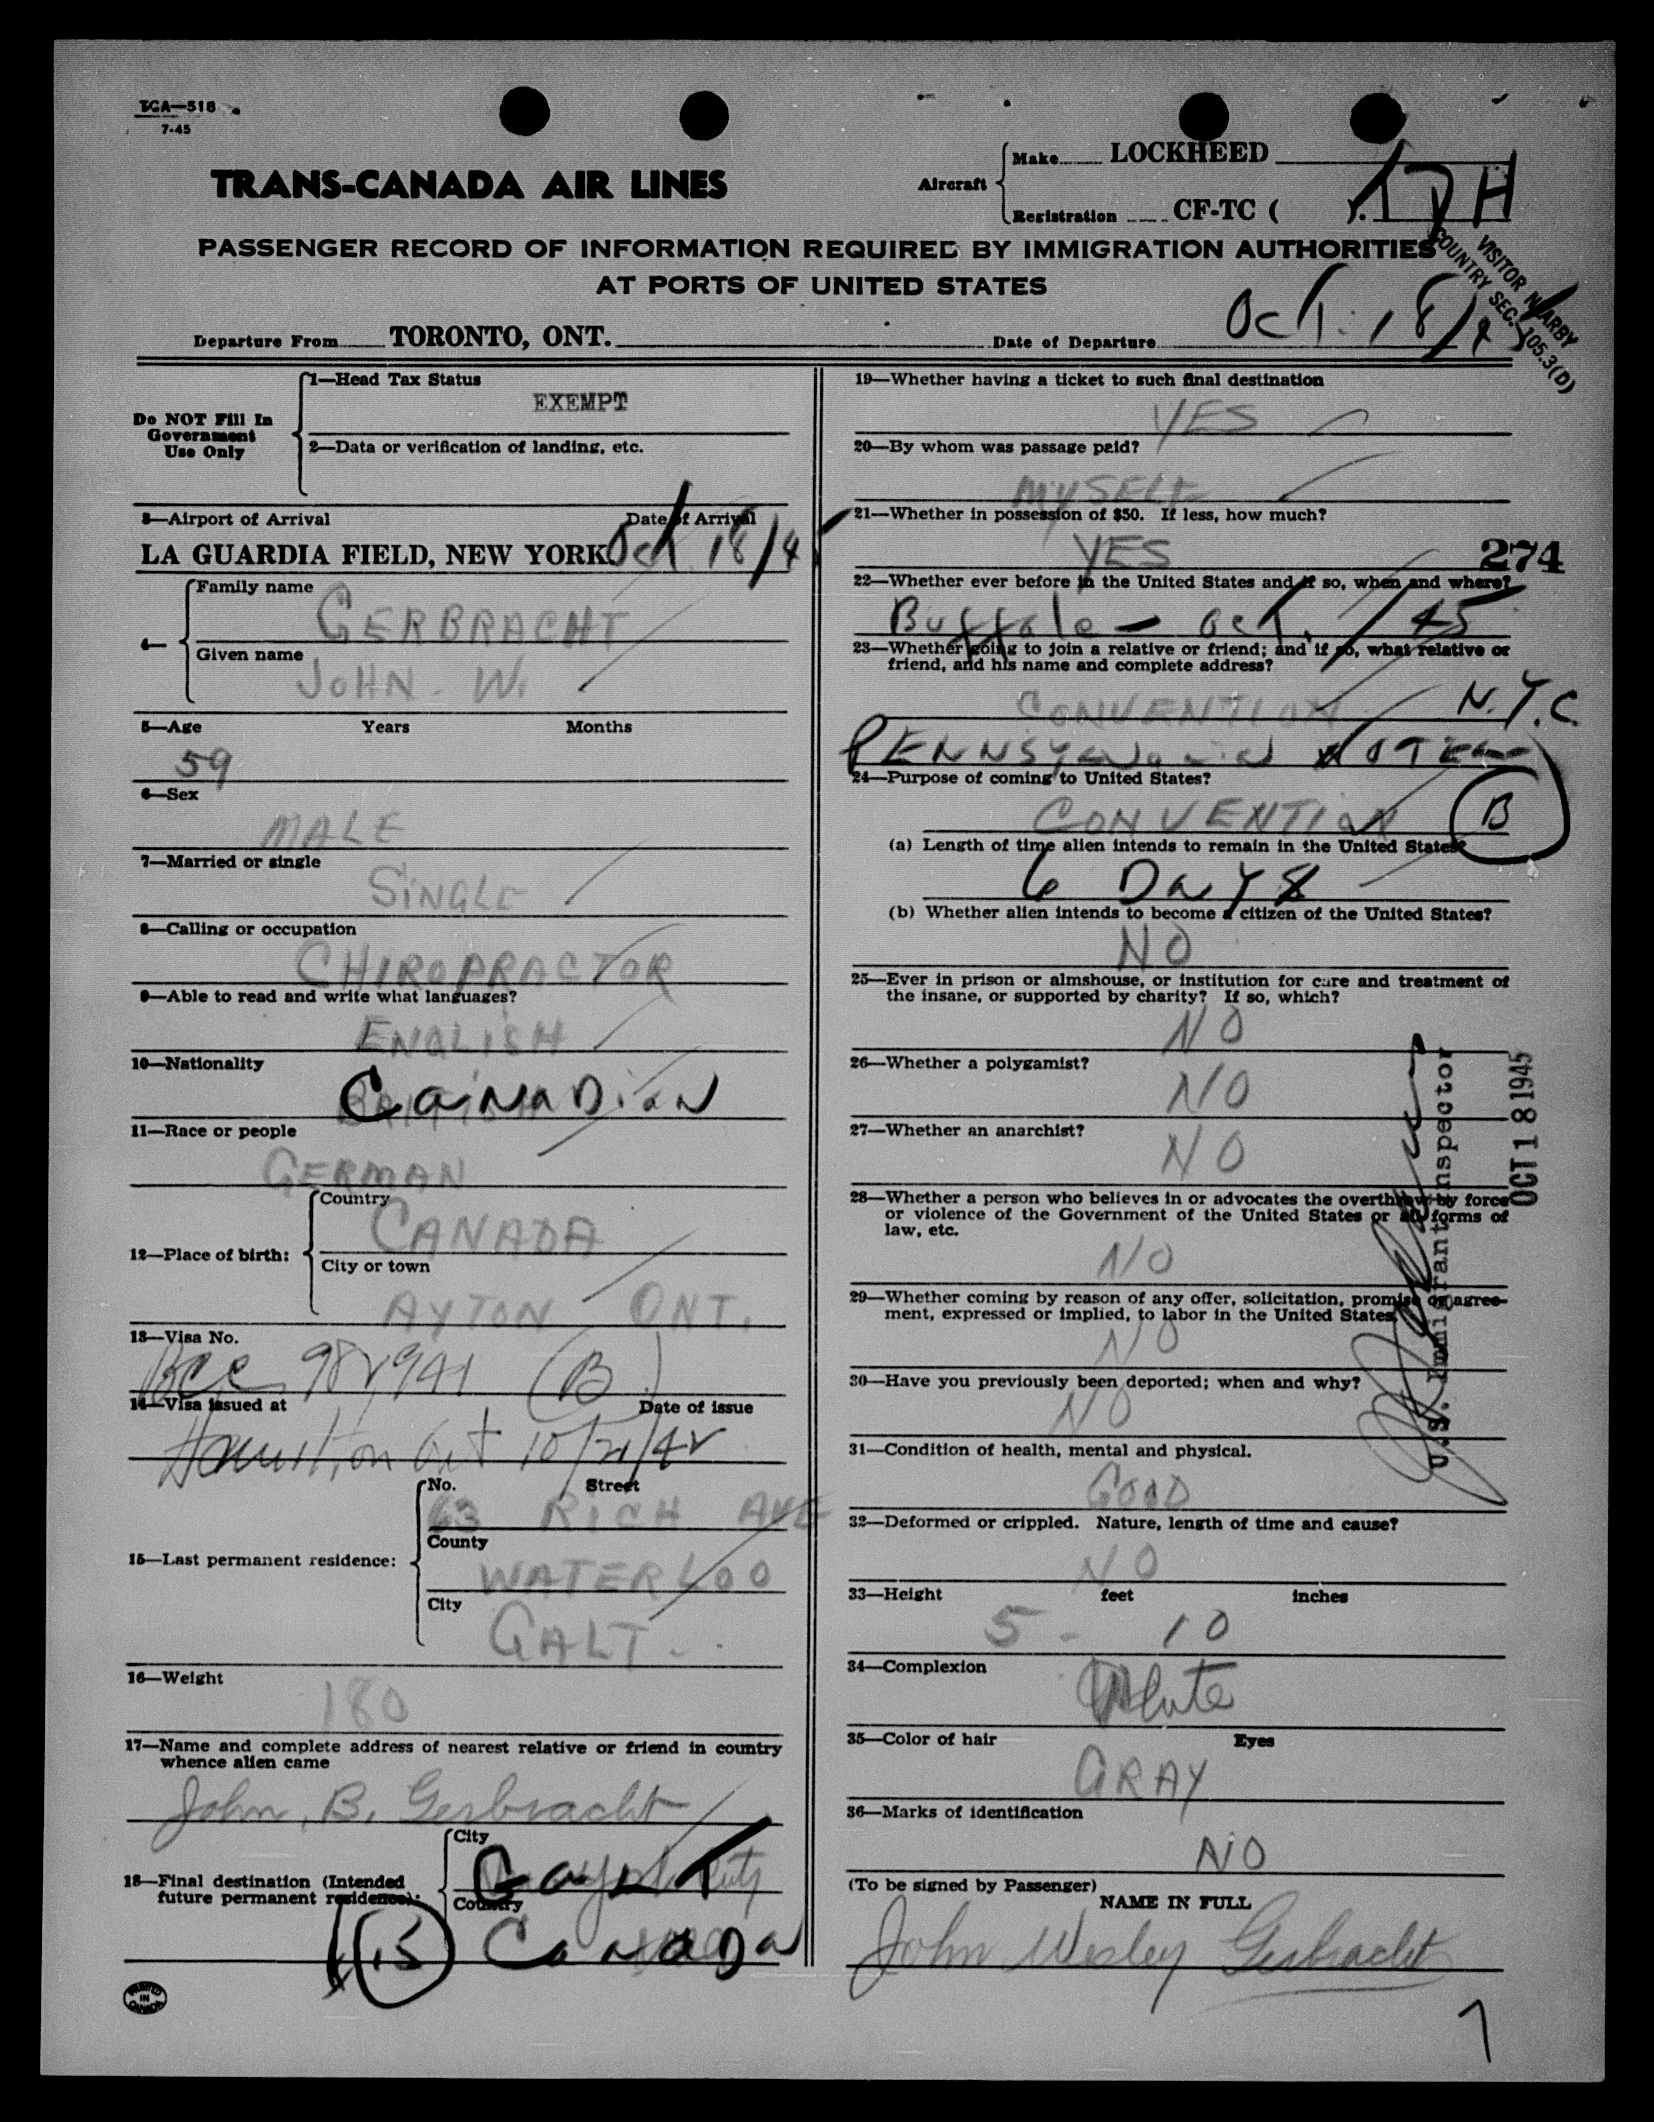 TCA—518
7-45
TRANS-CANADA AIR LINES
Aircraft
Make LOCKHEED
Registration CF-TC ( ).
PASSENGER RECORD OF INFORMATION REQUIRED BY IMMIGRATION AUTHORITIES
AT PORTS OF UNITED STATES
VISITOR NEARBY
COUNTRY SEC. 105.3(D)
Departure From TORONTO, ONT. Date of Departure Oct. 18/45
Do NOT Fill In
Government
Use Only
1—Head Tax Status
EXEMPT
2—Data or verification of landing, etc.
3—Airport of Arrival Date of Arrival
LA GUARDIA FIELD, NEW YORK. Oct 18/45
4—
Family name
GERBRACHT
Given name
JOHN. W.
5—Age Years Months
59
6—Sex
MALE
7—Married or single
SINGLE
8—Calling or occupation
CHIROPRACTOR
9—Able to read and write what languages?
ENGLISH
10—Nationality
BRITISH
CANADIAN
11—Race or people
GERMAN
12—Place of birth:
Country
CANADA
City or town
AYTON ONT.
13—Visa No.
BCC 982941 (B)
14—Visa issued at Date of issue
Hamilton Ont 10/21/42
15—Last permanent residence:
No. Street
63 RICH AVE
County
WATERLOO
City
GALT.
16—Weight
180
17—Name and complete address of nearest relative or friend in country
whence alien came
John. B. Gerbracht
18—Final destination (Intended
future permanent residence):
City
GALT
Country
CANADA
(B)
PRINTED
IN
CANADA
19—Whether having a ticket to such final destination
YES
20—By whom was passage paid?
MYSELF
21—Whether in possession of $50. If less, how much?
YES
274
22—Whether ever before in the United States and if so, when and where?
Buffalo — Oct. /45
23—Whether going to join a relative or friend; and if so, what relative or
friend, and his name and complete address?
CONVENTION N.Y.C.
PENNSYLVANIA HOTEL
24—Purpose of coming to United States?
CONVENTION
B
(a) Length of time alien intends to remain in the United States?
6 DAYS
(b) Whether alien intends to become a citizen of the United States?
NO
25—Ever in prison or almshouse, or institution for care and treatment of
the insane, or supported by charity? If so, which?
NO
26—Whether a polygamist?
NO
27—Whether an anarchist?
NO
28—Whether a person who believes in or advocates the overthrow by force
or violence of the Government of the United States or all forms of
law, etc.
NO
29—Whether coming by reason of any offer, solicitation, promise or agree-
ment, expressed or implied, to labor in the United States
NO
30—Have you previously been deported; when and why?
NO
31—Condition of health, mental and physical.
GOOD
32—Deformed or crippled. Nature, length of time and cause?
NO
33—Height feet inches
5 - 10
34—Complexion
White
35—Color of hair Eyes
GRAY
36—Marks of identification
NO
(To be signed by Passenger)
NAME IN FULL
John Wesley Gerbracht
U.S. Immigrant Inspector
OCT 18 1945
7